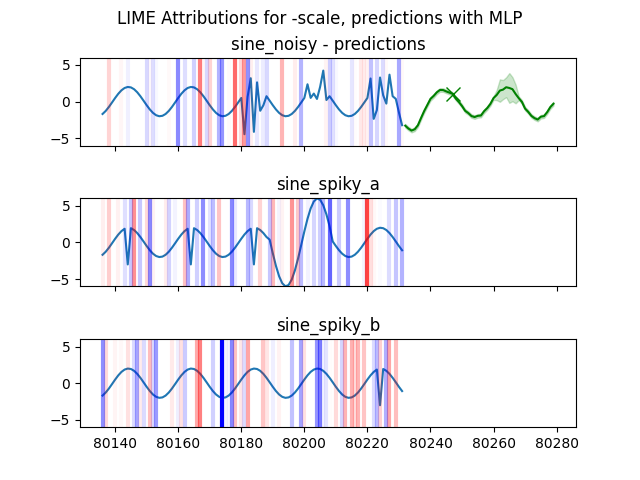 LIME Attributions for -scale, predictions with MLP
sine_noisy - predictions
5
0
−5
sine_spiky_a
5
0
−5
sine_spiky_b
5
0
−5
80140 80160 80180 80200 80220 80240 80260 80280